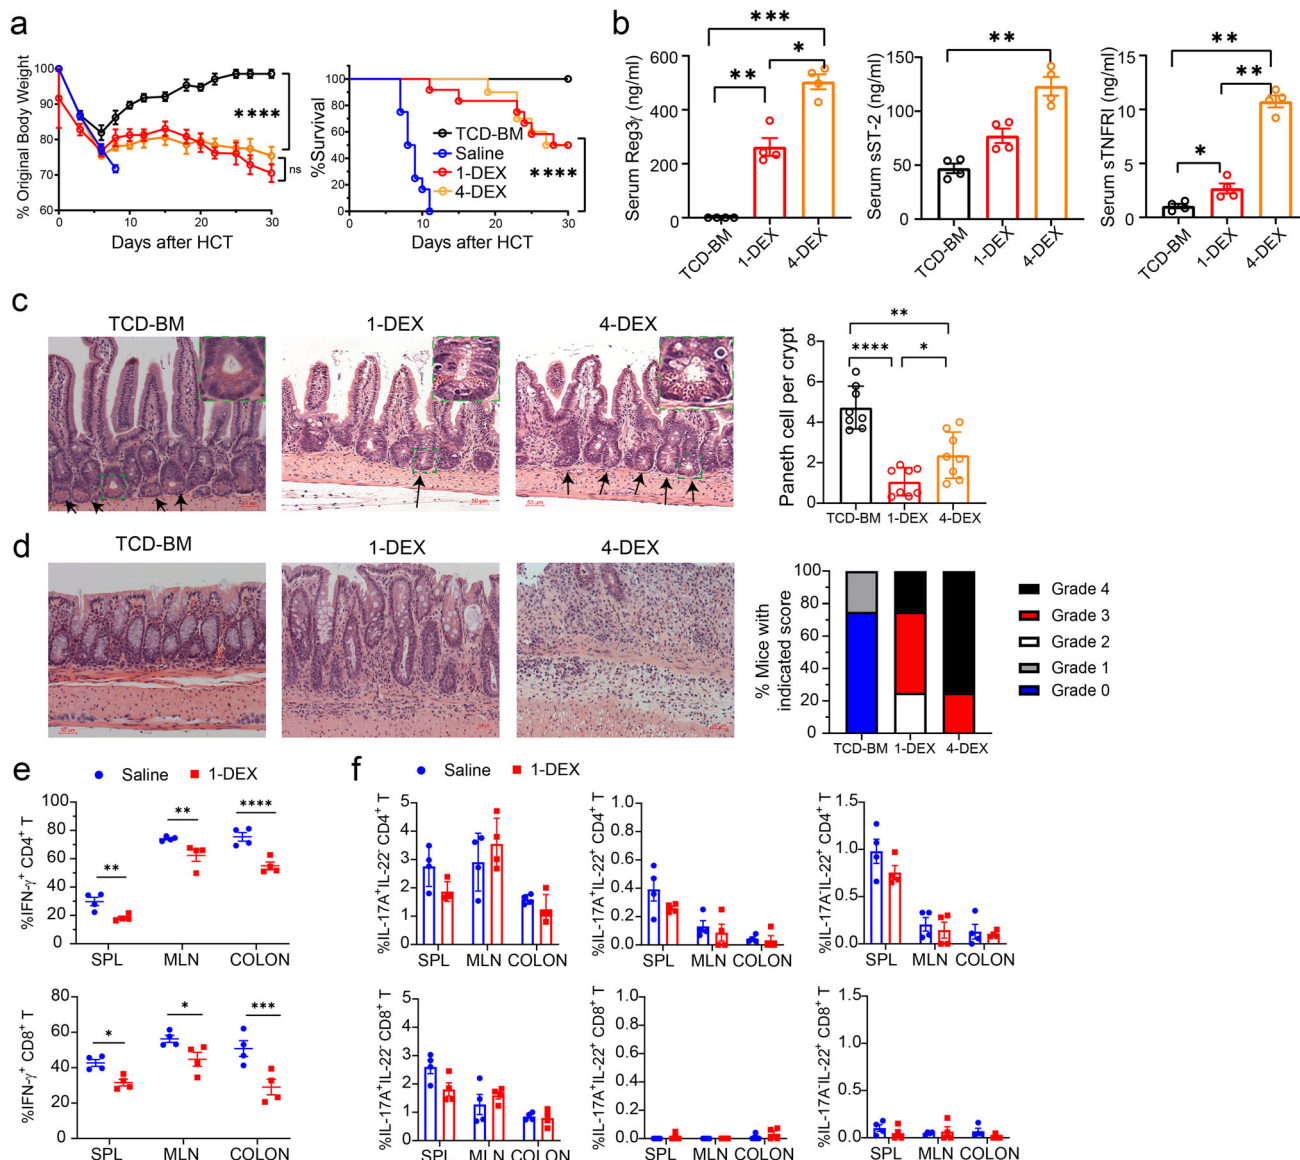 a
100
90
80
70
60
% Original Body Weight
0 5 10 15 20 25 30
Days after HCT
****
ns
100
80
60
40
20
0
%Survival
TCD-BM
Saline
1-DEX
4-DEX
****
0 10 20 30
Days after HCT
b
***
*
**
600
400
200
0
Serum Reg3γ (ng/ml)
TCD-BM
1-DEX
4-DEX
**
150
100
50
0
Serum sST-2 (ng/ml)
TCD-BM
1-DEX
4-DEX
**
**
*
15
10
5
0
Serum sTNFRI (ng/ml)
TCD-BM
1-DEX
4-DEX
c
TCD-BM 1-DEX 4-DEX
50 μm
50 μm
**
**** *
8
6
4
2
0
Paneth cell per crypt
TCD-BM 1-DEX 4-DEX
d
TCD-BM 1-DEX 4-DEX
50 μm
100
80
60
40
20
0
% Mice with
indicated score
TCD-BM 1-DEX 4-DEX
Grade 4
Grade 3
Grade 2
Grade 1
Grade 0
e
Saline 1-DEX
100
80
60
40
20
0
%IFN-γ+ CD4+ T
** ** ****
SPL MLN COLON
80
60
40
20
0
%IFN-γ+ CD8+ T
* * ***
SPL MLN COLON
f
Saline 1-DEX
5
4
3
2
1
0
%IL-17A+IL-22- CD4+ T
SPL MLN COLON
1.0
0.8
0.6
0.4
0.2
0.0
%IL-17A+IL-22+ CD4+ T
SPL MLN COLON
1.5
1.0
0.5
0.0
%IL-17A-IL-22+ CD4+ T
SPL MLN COLON
5
4
3
2
1
0
%IL-17A+IL-22- CD8+ T
SPL MLN COLON
1.0
0.8
0.6
0.4
0.2
0.0
%IL-17A+IL-22+ CD8+ T
SPL MLN COLON
1.5
1.0
0.5
0.0
%IL-17A-IL-22+ CD8+ T
SPL MLN COLON